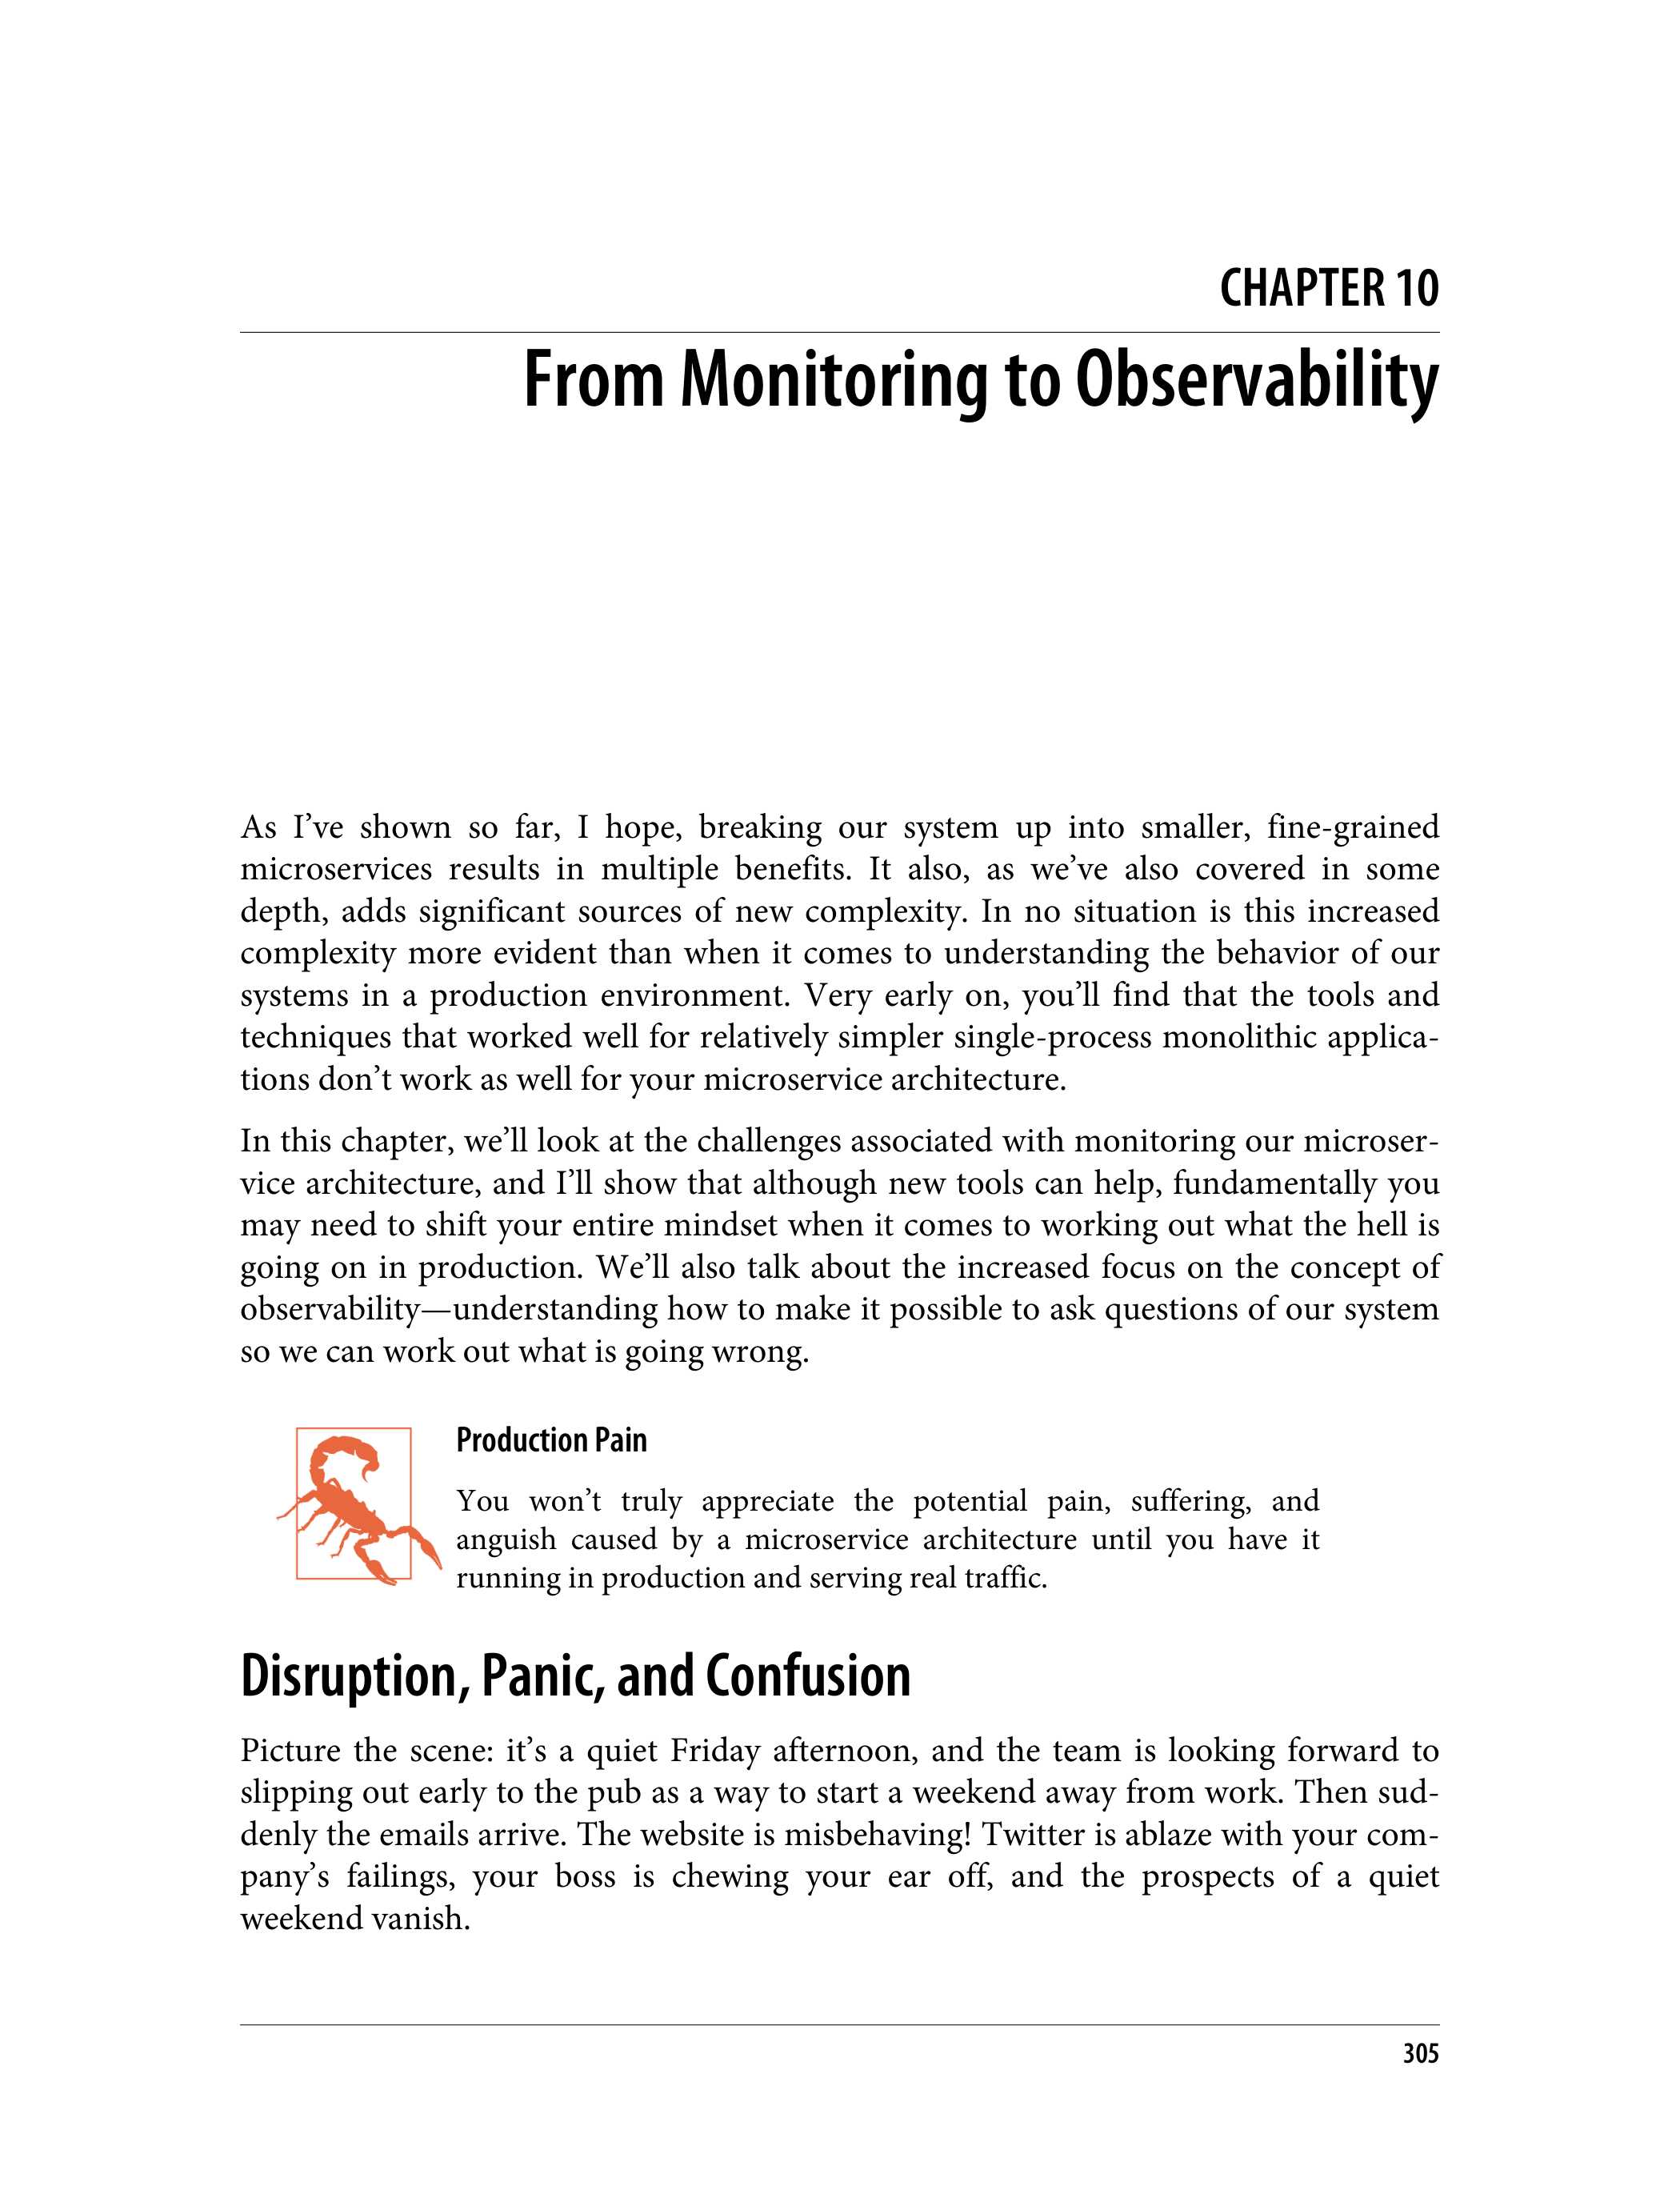 CHAPTER 10
From Monitoring to Observability
As I’ve shown so far, I hope, breaking our system up into smaller, fine-grained
microservices results in multiple benefits. It also, as we’ve also covered in some
depth, adds significant sources of new complexity. In no situation is this increased
complexity more evident than when it comes to understanding the behavior of our
systems in a production environment. Very early on, you’ll find that the tools and
techniques that worked well for relatively simpler single-process monolithic applica-
tions don’t work as well for your microservice architecture.
In this chapter, we’ll look at the challenges associated with monitoring our microser-
vice architecture, and I’ll show that although new tools can help, fundamentally you
may need to shift your entire mindset when it comes to working out what the hell is
going on in production. We’ll also talk about the increased focus on the concept of
observability—understanding how to make it possible to ask questions of our system
so we can work out what is going wrong.
Production Pain
You won’t truly appreciate the potential pain, suffering, and
anguish caused by a microservice architecture until you have it
running in production and serving real traffic.
Disruption, Panic, and Confusion
Picture the scene: it’s a quiet Friday afternoon, and the team is looking forward to
slipping out early to the pub as a way to start a weekend away from work. Then sud-
denly the emails arrive. The website is misbehaving! Twitter is ablaze with your com-
pany’s failings, your boss is chewing your ear off, and the prospects of a quiet
weekend vanish.
305